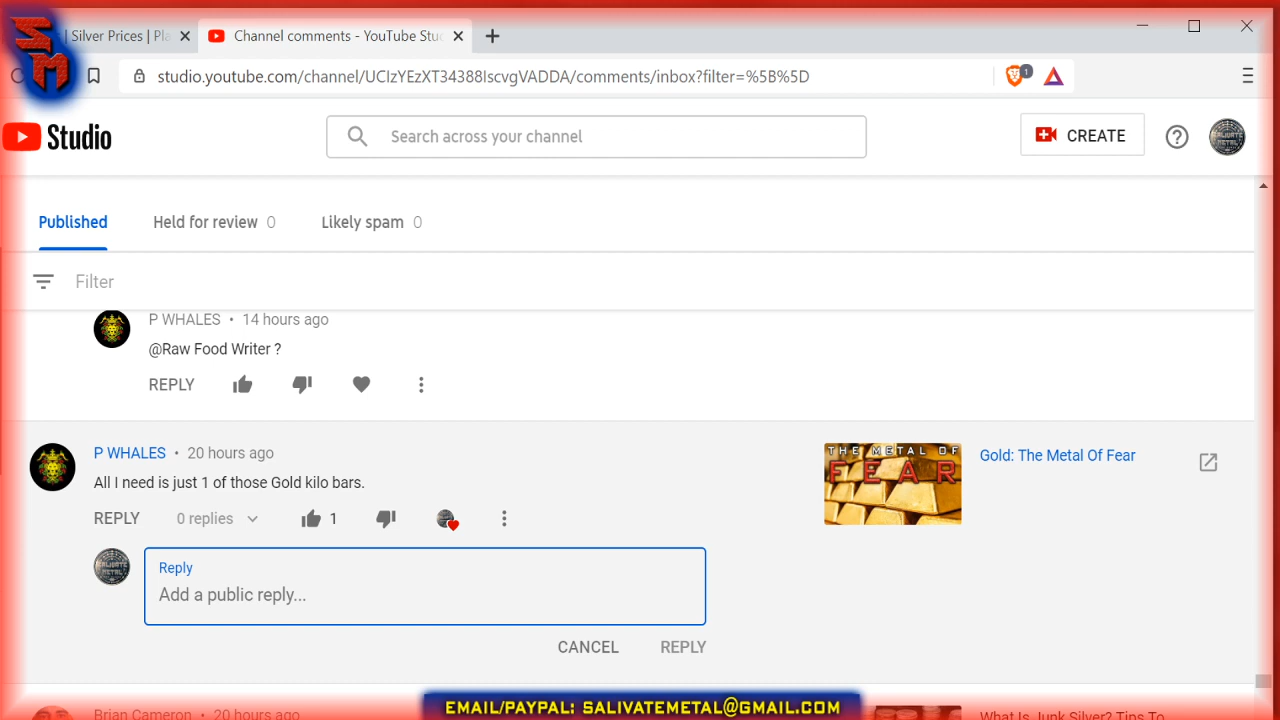 SM
| Silver Prices | Pla
Channel comments - YouTube Stu
studio.youtube.com/channel/UCIzYEzXT34388IscvgVADDA/comments/inbox?filter=%5B%5D
1
Studio
Search across your channel
CREATE
Published
Held for review 0
Likely spam 0
Filter
P WHALES • 14 hours ago
@Raw Food Writer ?
REPLY
P WHALES • 20 hours ago
All I need is just 1 of those Gold kilo bars.
REPLY 0 replies 1
THE METAL OF
FEAR
Gold: The Metal Of Fear
Reply
Add a public reply...
CANCEL REPLY
Brian Cameron • 20 hours ago
What Is Junk Silver? Tips To
EMAIL/PAYPAL: SALIVATEMETAL@GMAIL.COM